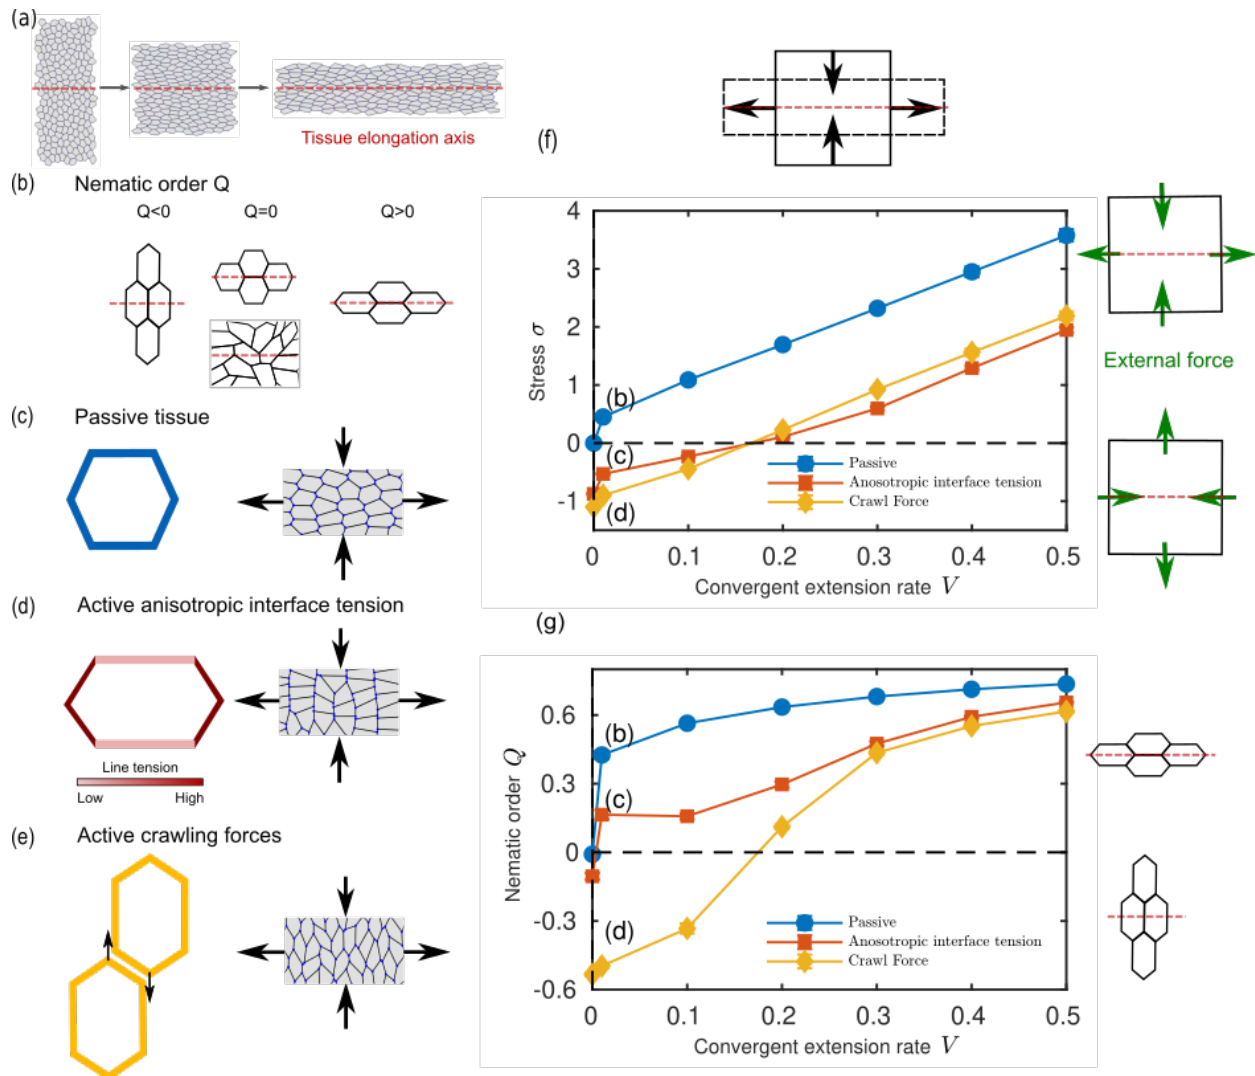 (a)
Tissue elongation axis
(b) Nematic order Q
Q<0 Q=0 Q>0
(c) Passive tissue
(d) Active anisotropic interface tension
Line tension
Low High
(e) Active crawling forces
(f)
4
3
2
1
0
-1
Stress σ
(b)
(c)
(d)
Passive
Anosotropic interface tension
Crawl Force
0 0.1 0.2 0.3 0.4 0.5
Convergent extension rate V
External force
(g)
0.6
0.3
0
-0.3
-0.6
Nematic order Q
(b)
(c)
(d)
Passive
Anosotropic interface tension
Crawl Force
0 0.1 0.2 0.3 0.4 0.5
Convergent extension rate V